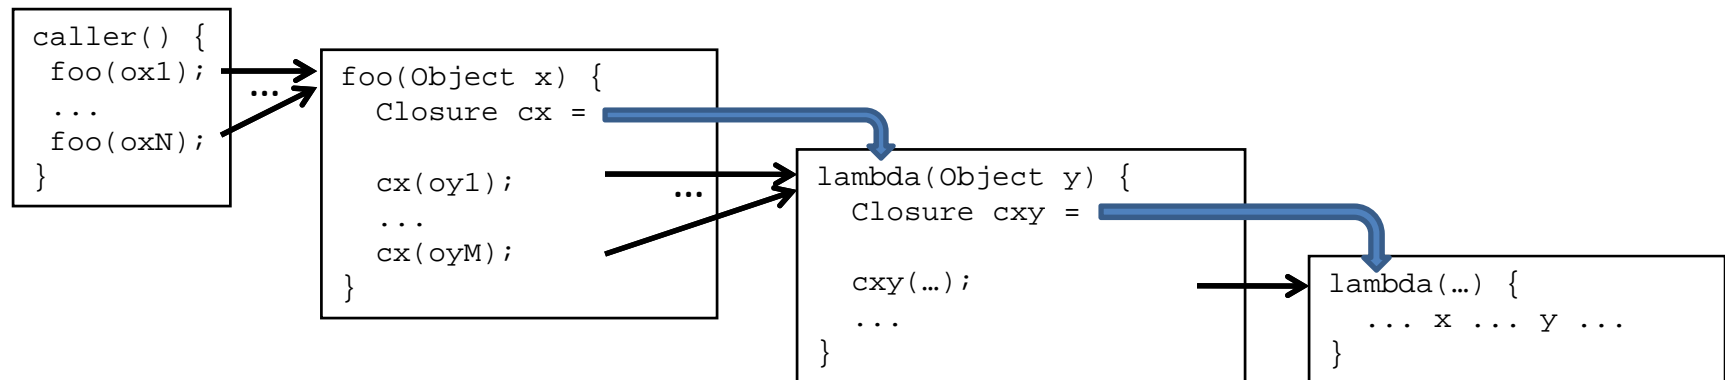 caller() {
foo(ox1);
...
foo(oxN);
}
...
foo(Object x) {
Closure cx =
cx(oy1);
...
cx(oyM);
}
...
lambda(Object y) {
Closure cxy =
cxy(…);
...
}
lambda(…) {
... x ... y ...
}